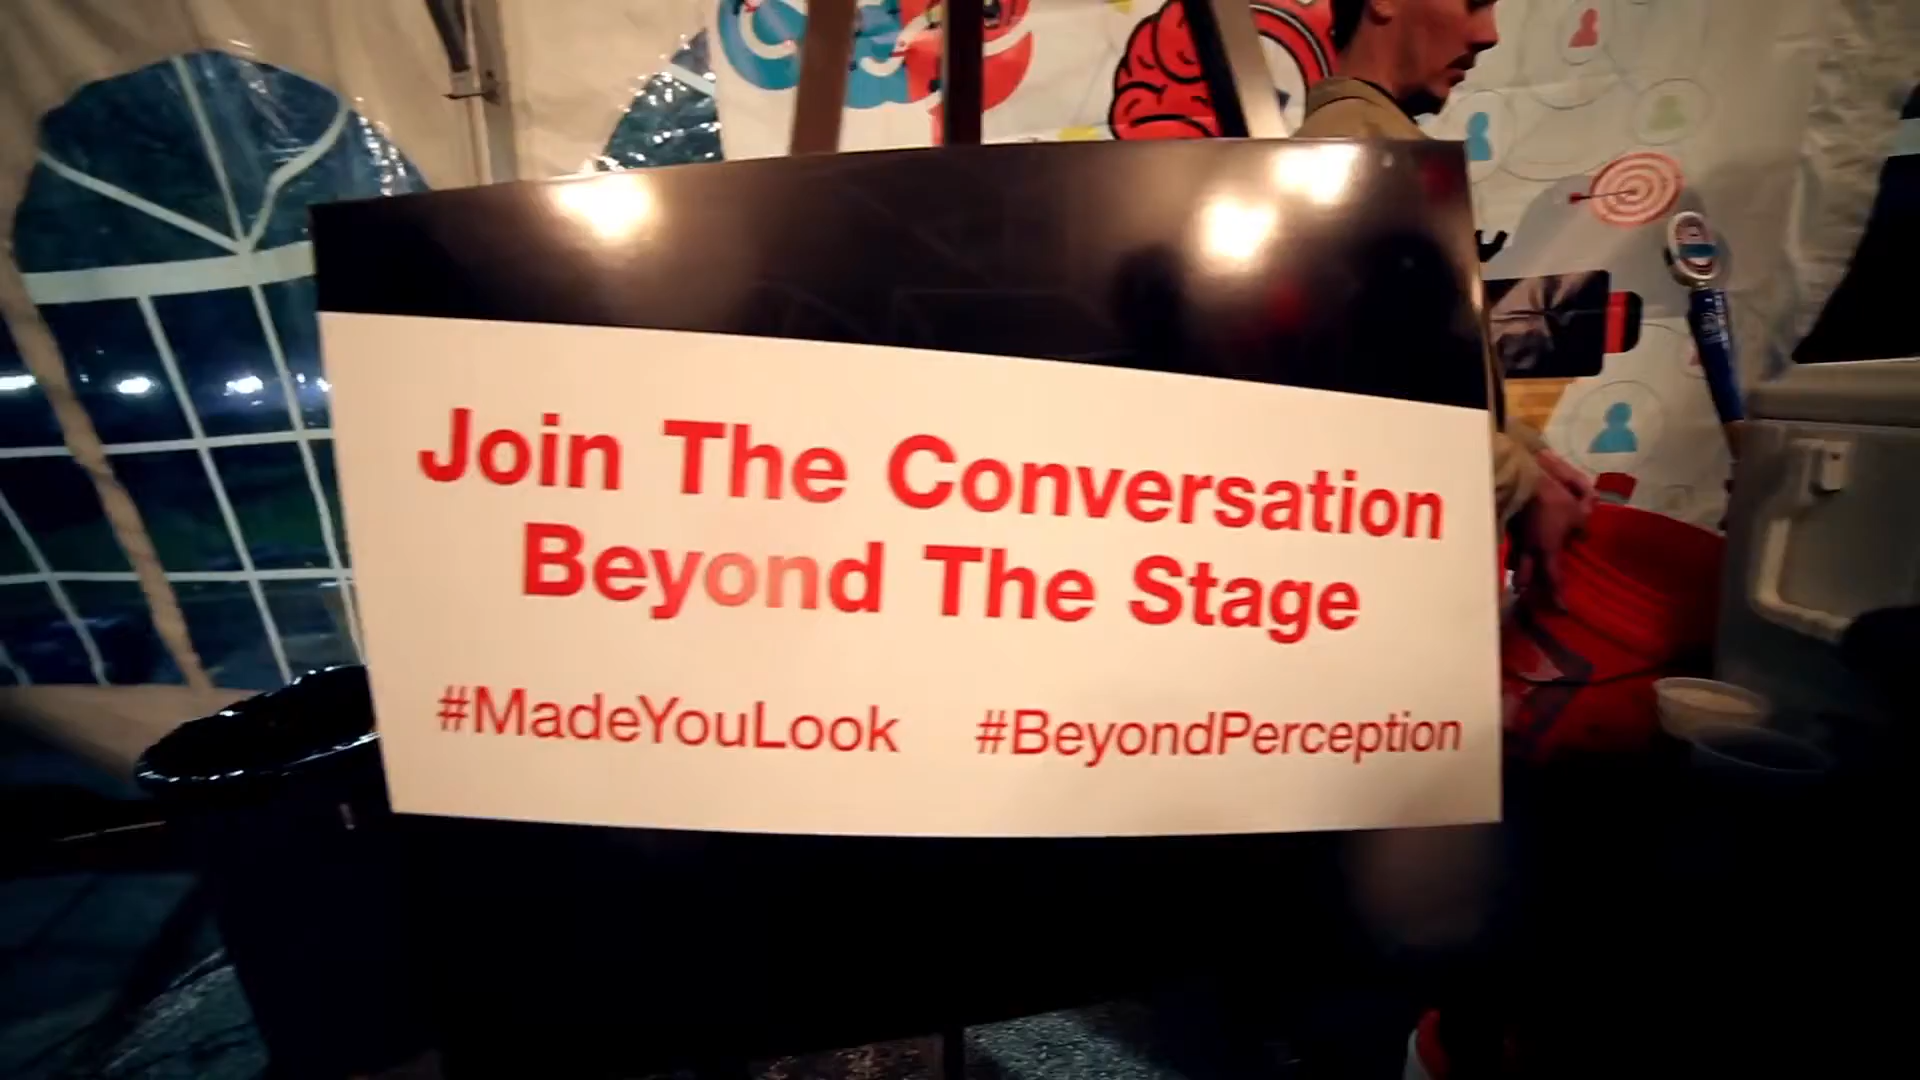 Join The Conversation
Beyond The Stage
#MadeYouLook #BeyondPerception